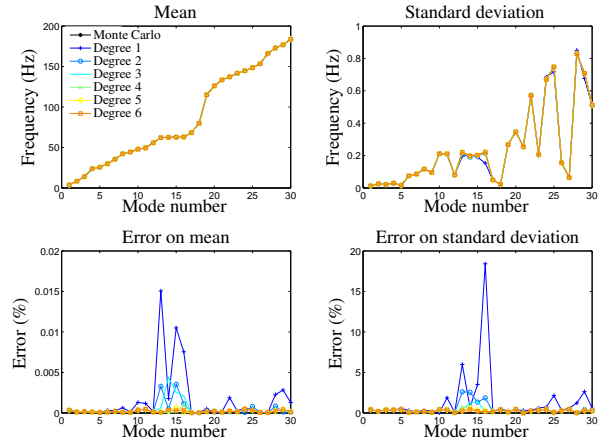 Mean
Frequency (Hz)
200
150
100
50
0
Monte Carlo
Degree 1
Degree 2
Degree 3
Degree 4
Degree 5
Degree 6
0 5 10 15 20 25 30
Mode number
Standard deviation
Frequency (Hz)
1
0.8
0.6
0.4
0.2
0
0 5 10 15 20 25 30
Mode number
Error on mean
Error (%)
0.02
0.015
0.01
0.005
0
0 5 10 15 20 25 30
Mode number
Error on standard deviation
Error (%)
20
15
10
5
0
0 5 10 15 20 25 30
Mode number